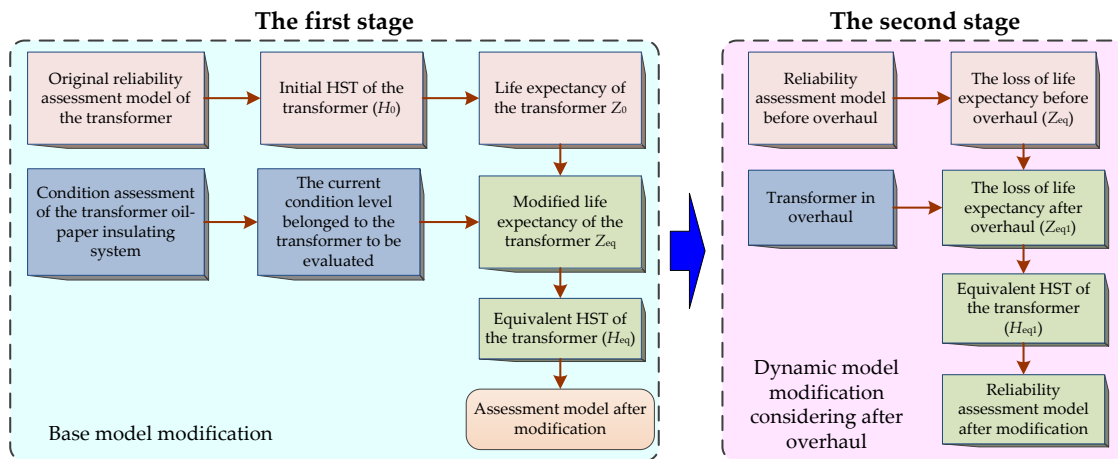 The first stage
Original reliability
assessment model of
the transformer
Initial HST of the
transformer (H0)
Life expectancy
of the transformer Z0
Condition assessment
of the transformer oil-
paper insulating
system
The current
condition level
belonged to the
transformer to be
evaluated
Modified life
expectancy of the
transformer Zeq
Equivalent HST of
the transformer (Heq)
Assessment model after
modification
Base model modification
The second stage
Reliability
assessment model
before overhaul
The loss of life
expectancy before
overhaul (Zeq)
Transformer in
overhaul
The loss of life
expectancy after
overhaul (Zeq1)
Equivalent HST of
the transformer
(Heq1)
Reliability
assessment model
after modification
Dynamic model
modification
considering after
overhaul